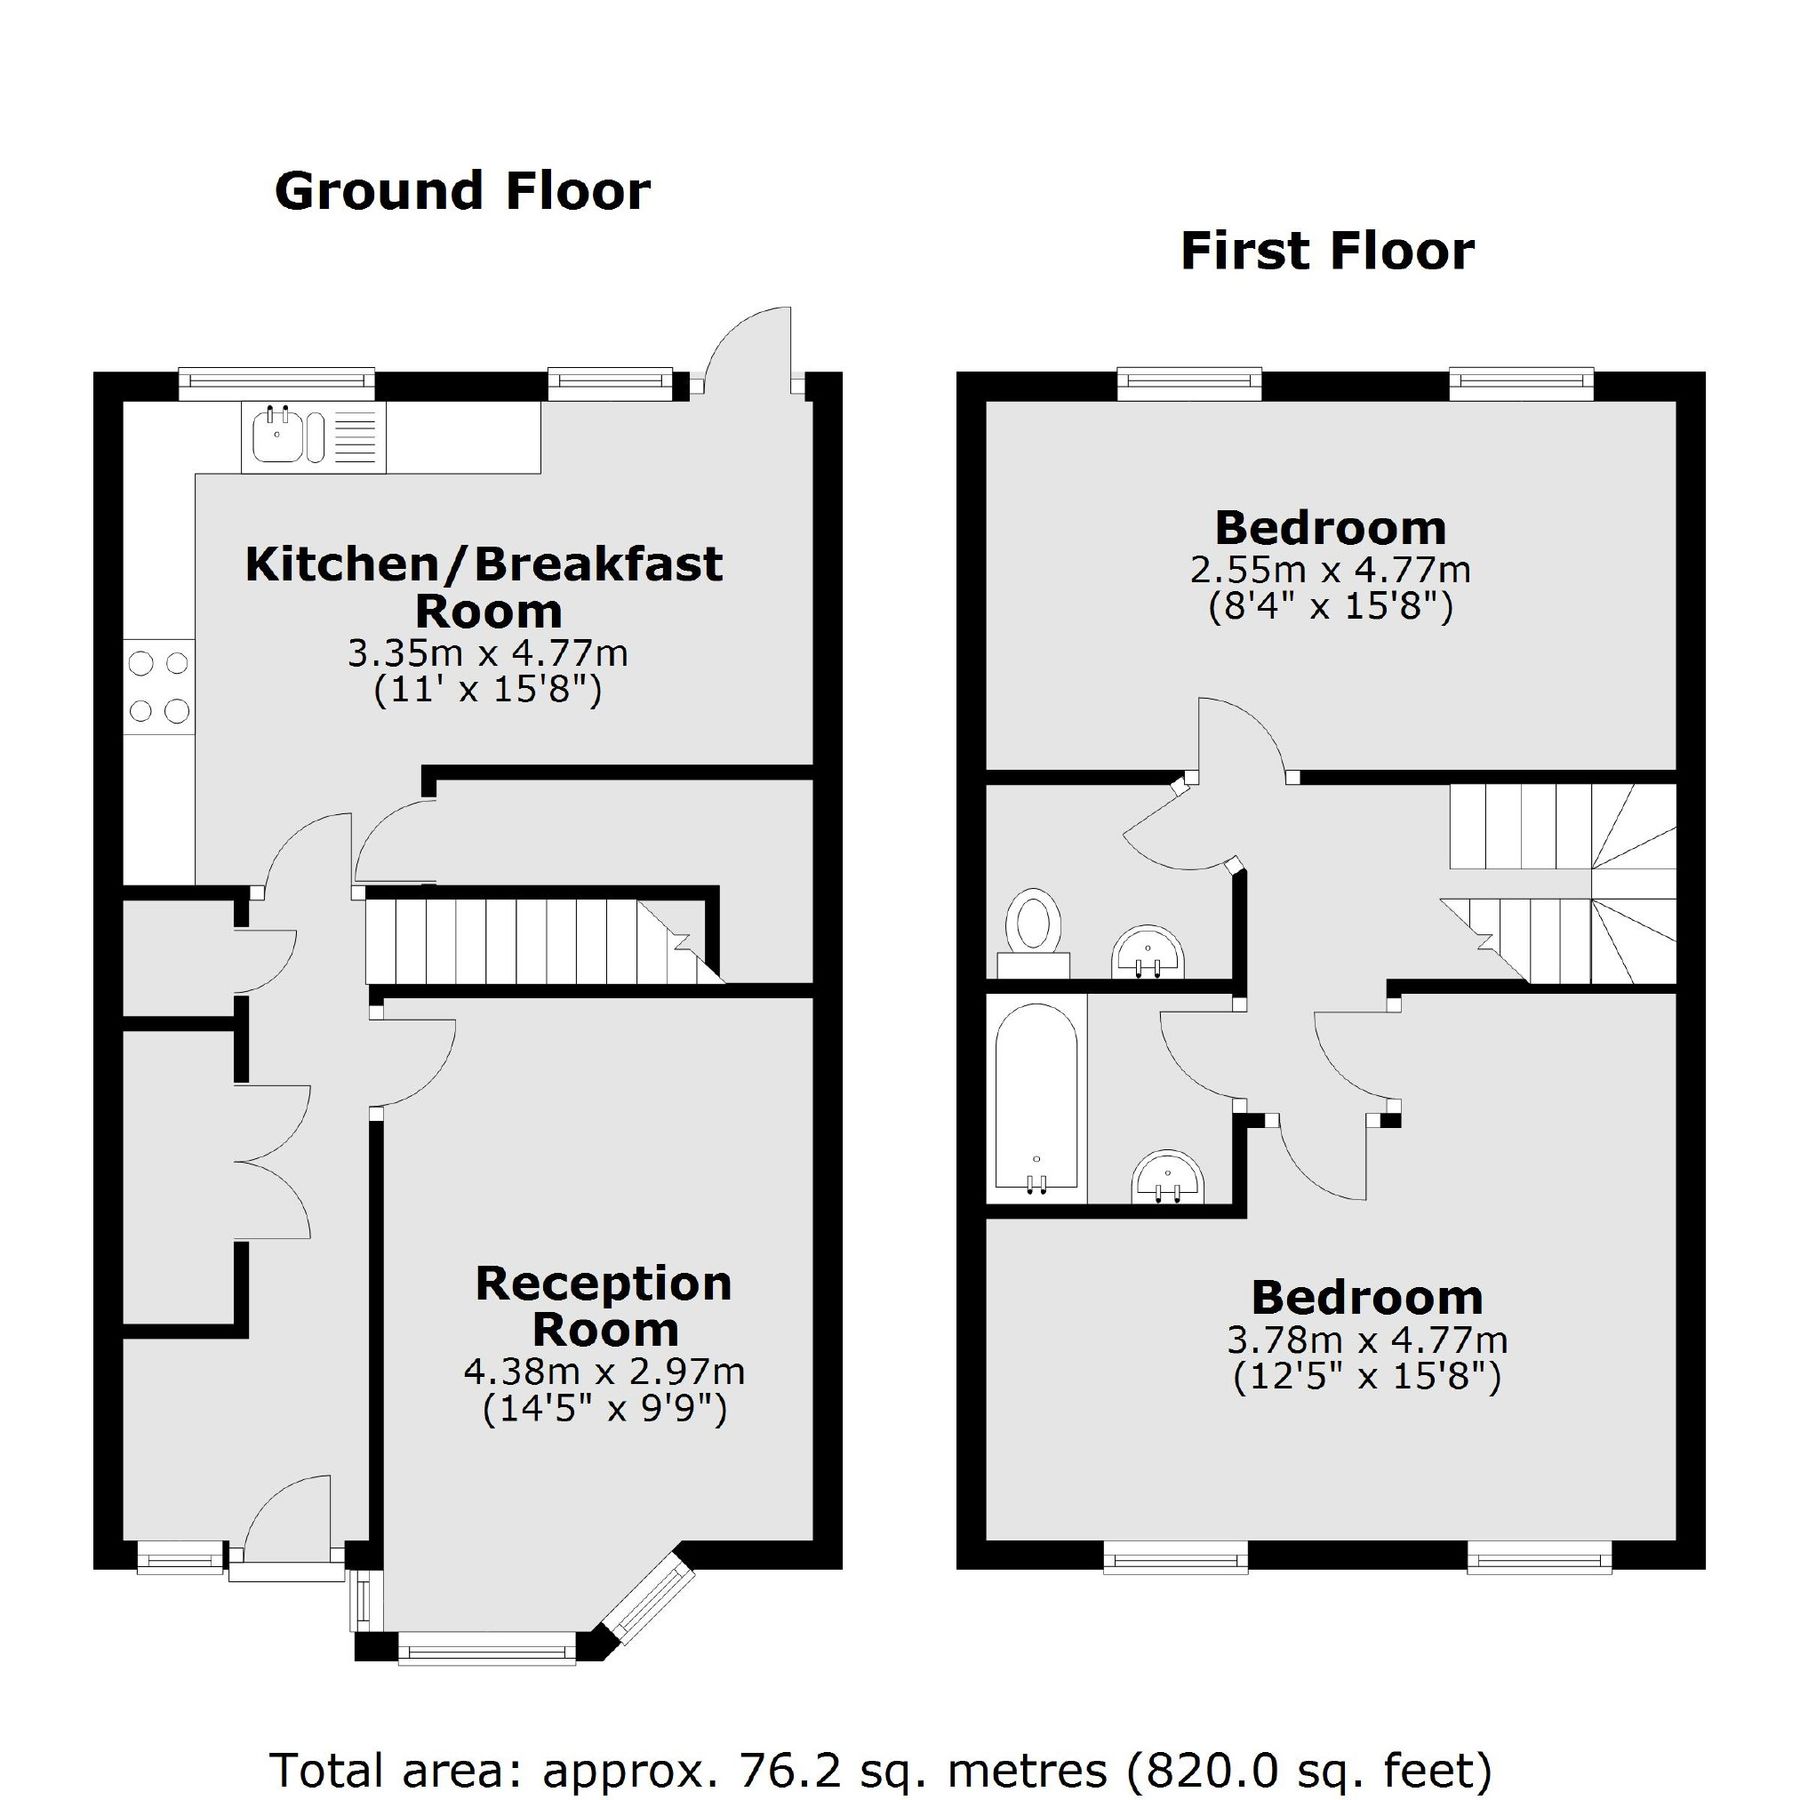 Ground Floor
First Floor
Kitchen/Breakfast
Room
3.35m x 4.77m
(11' x 15'8")
Bedroom
2.55m x 4.77m
(8'4" x 15'8")
Reception
Room
4.38m x 2.97m
(14'5" x 9'9")
Bedroom
3.78m x 4.77m
(12'5" x 15'8")
Total area: approx. 76.2 sq. metres (820.0 sq. feet)